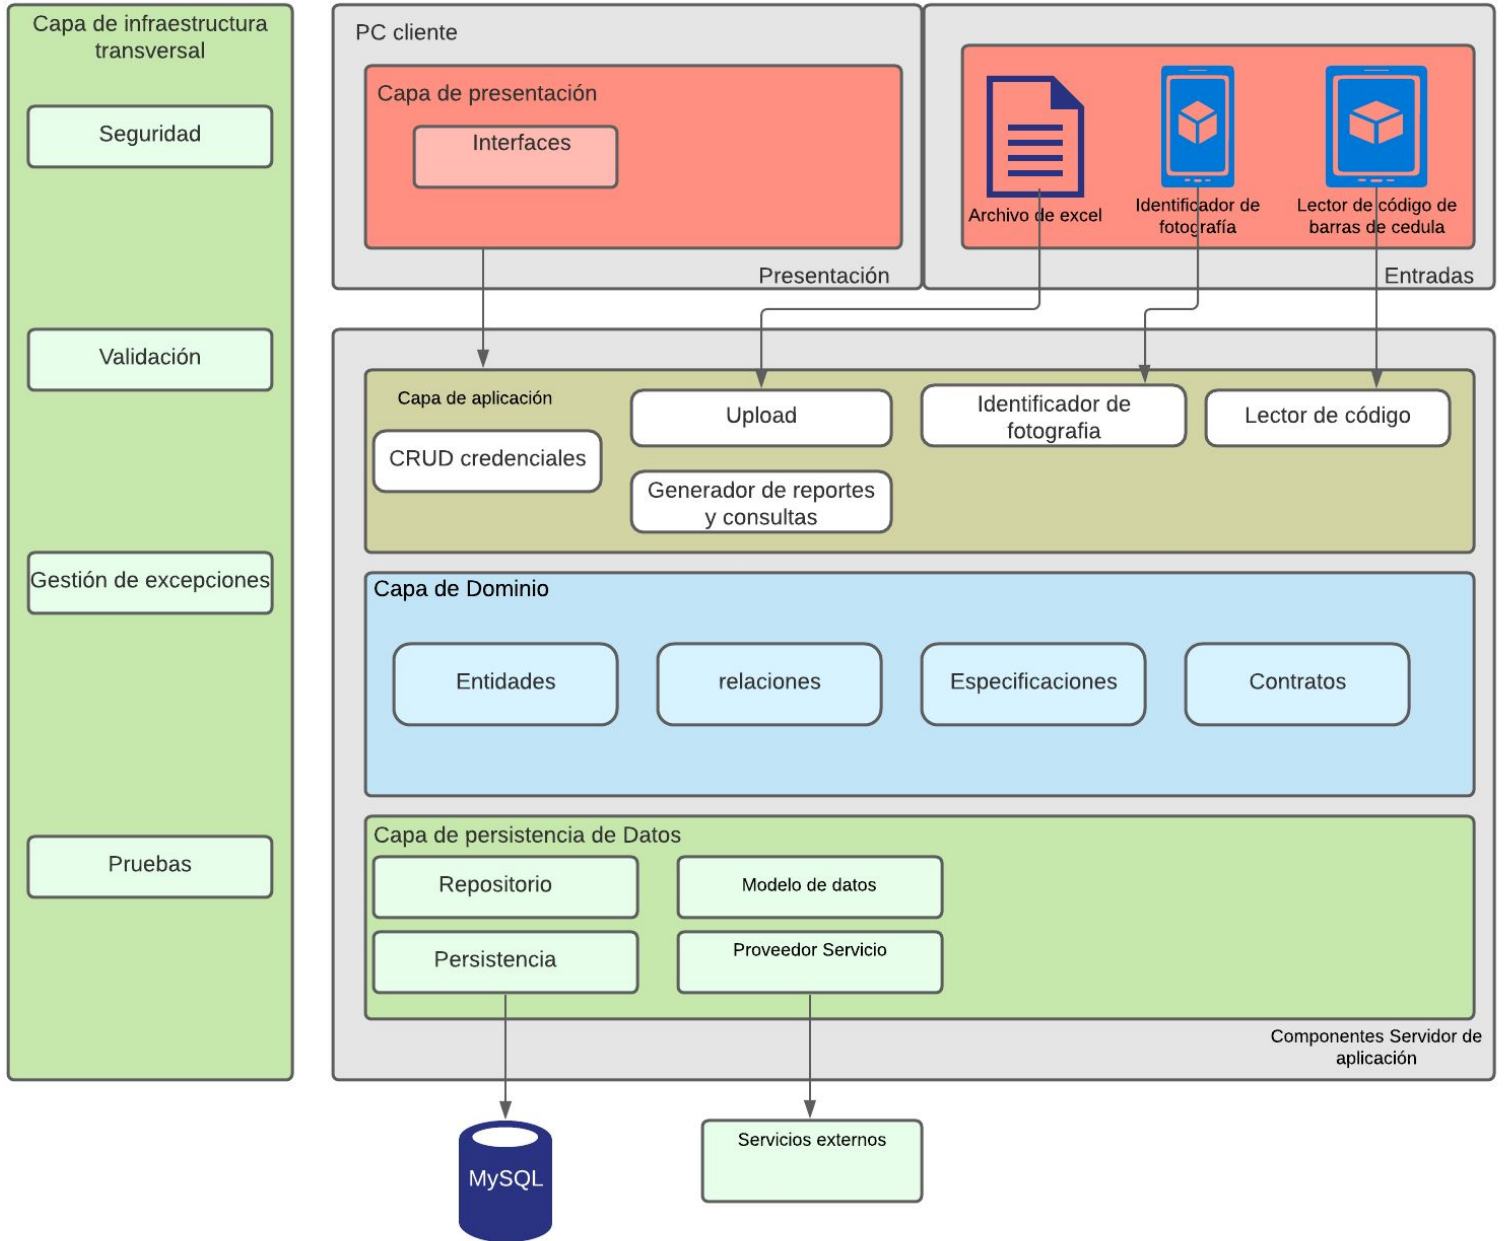 Capa de infraestructura
transversal
Seguridad
Validación
Gestión de excepciones
Pruebas
PC cliente
Capa de presentación
Interfaces
Presentación
Archivo de excel
Identificador de
fotografía
Lector de código de
barras de cedula
Entradas
Capa de aplicación
CRUD credenciales
Upload
Generador de reportes
y consultas
Identificador de
fotografia
Lector de código
Capa de Dominio
Entidades
relaciones
Especificaciones
Contratos
Capa de persistencia de Datos
Repositorio
Modelo de datos
Persistencia
Proveedor Servicio
Componentes Servidor de
aplicación
MySQL
Servicios externos